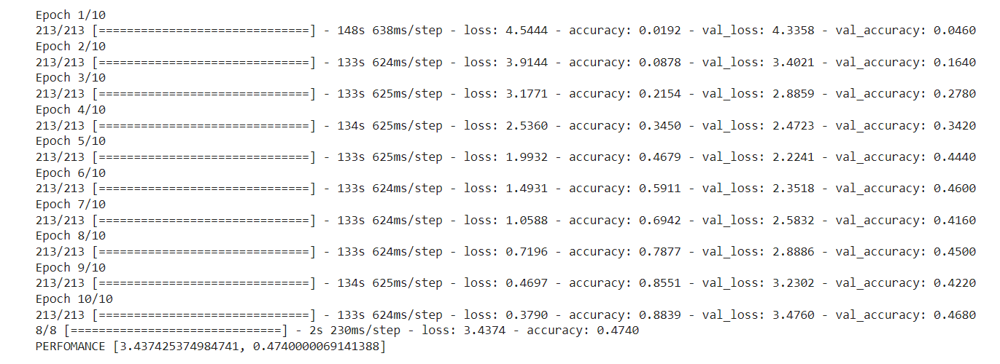 Epoch 1/10
213/213 [==============================] - 148s 638ms/step - loss: 4.5444 - accuracy: 0.0192 - val_loss: 4.3358 - val_accuracy: 0.0460
Epoch 2/10
213/213 [==============================] - 133s 624ms/step - loss: 3.9144 - accuracy: 0.0878 - val_loss: 3.4021 - val_accuracy: 0.1640
Epoch 3/10
213/213 [==============================] - 133s 625ms/step - loss: 3.1771 - accuracy: 0.2154 - val_loss: 2.8859 - val_accuracy: 0.2780
Epoch 4/10
213/213 [==============================] - 134s 625ms/step - loss: 2.5360 - accuracy: 0.3450 - val_loss: 2.4723 - val_accuracy: 0.3420
Epoch 5/10
213/213 [==============================] - 133s 625ms/step - loss: 1.9932 - accuracy: 0.4679 - val_loss: 2.2241 - val_accuracy: 0.4440
Epoch 6/10
213/213 [==============================] - 133s 624ms/step - loss: 1.4931 - accuracy: 0.5911 - val_loss: 2.3518 - val_accuracy: 0.4600
Epoch 7/10
213/213 [==============================] - 133s 624ms/step - loss: 1.0588 - accuracy: 0.6942 - val_loss: 2.5832 - val_accuracy: 0.4160
Epoch 8/10
213/213 [==============================] - 133s 624ms/step - loss: 0.7196 - accuracy: 0.7877 - val_loss: 2.8886 - val_accuracy: 0.4500
Epoch 9/10
213/213 [==============================] - 134s 625ms/step - loss: 0.4697 - accuracy: 0.8551 - val_loss: 3.2302 - val_accuracy: 0.4220
Epoch 10/10
213/213 [==============================] - 133s 624ms/step - loss: 0.3790 - accuracy: 0.8839 - val_loss: 3.4760 - val_accuracy: 0.4680
8/8 [==============================] - 2s 230ms/step - loss: 3.4374 - accuracy: 0.4740
PERFOMANCE [3.437425374984741, 0.4740000069141388]